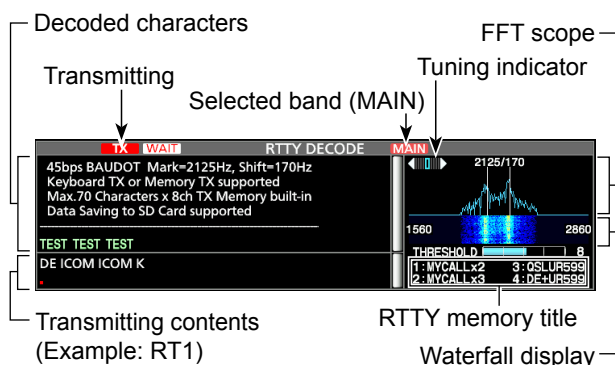 Decoded characters
FFT scope
Transmitting
Tuning indicator
Selected band (MAIN)
TX WAIT RTTY DECODE MAIN
45bps BAUDOT Mark=2125Hz, Shift=170Hz
Keyboard TX or Memory TX supported
Max.70 Characters x 8ch TX Memory built-in
Data Saving to SD Card supported
TEST TEST TEST
DE ICOM ICOM K
2125/170
1560 2860
THRESHOLD 8
1:MYCALLx2 3:QSLUR599
2:MYCALLx3 4:DE+UR599
Transmitting contents
(Example: RT1)
RTTY memory title
Waterfall display